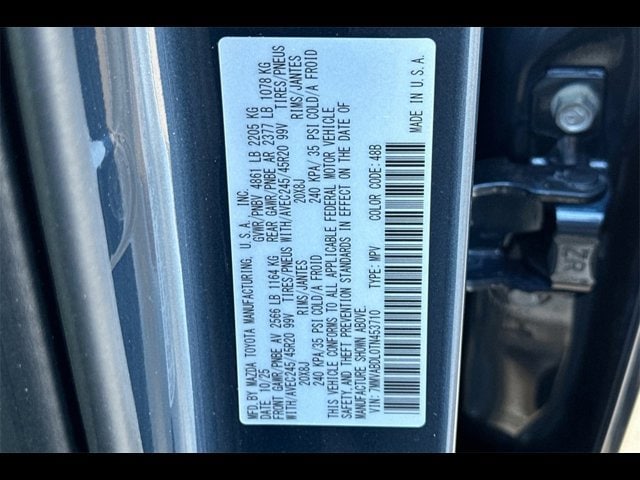 MFD.BY MAZDA TOYOTA MANUFACTURING, U.S.A., INC.
DATE: 10/25 GVWR/PNBV 4861 LB 2205 KG
FRONT GAWR/PNBE AV 2566 LB 1164 KG REAR GAWR/PNBE AR 2377 LB 1078 KG
WITH/AVEC245/45R20 99V TIRES/PNEUS WITH/AVEC245/45R20 99V TIRES/PNEUS
20X8J RIMS/JANTES 20X8J RIMS/JANTES
240 KPA/35 PSI COLD/A FROID 240 KPA/35 PSI COLD/A FROID
THIS VEHICLE CONFORMS TO ALL APPLICABLE FEDERAL MOTOR VEHICLE
SAFETY AND THEFT PREVENTION STANDARDS IN EFFECT ON THE DATE OF
MANUFACTURE SHOWN ABOVE.
VIN: 7MMVABDL0TN453710 TYPE: MPV COLOR CODE: 48B MADE IN U.S.A.
ZR